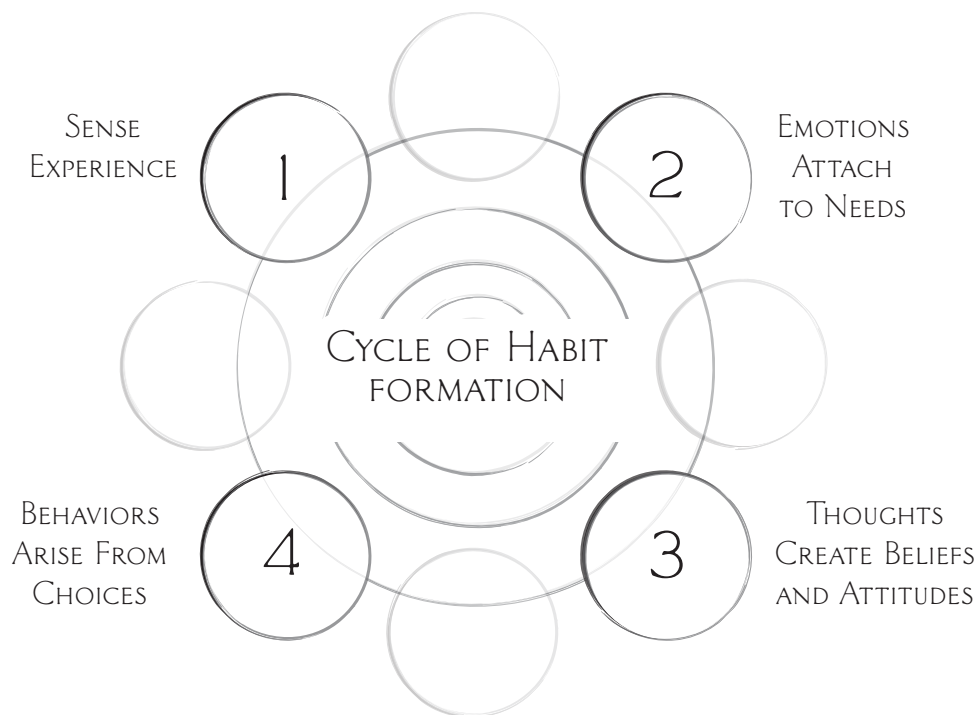 Sense
Experience
1
2
Emotions
Attach
to Needs
Cycle of Habit
formation
Behaviors
Arise From
Choices
4
3
Thoughts
Create Beliefs
and Attitudes